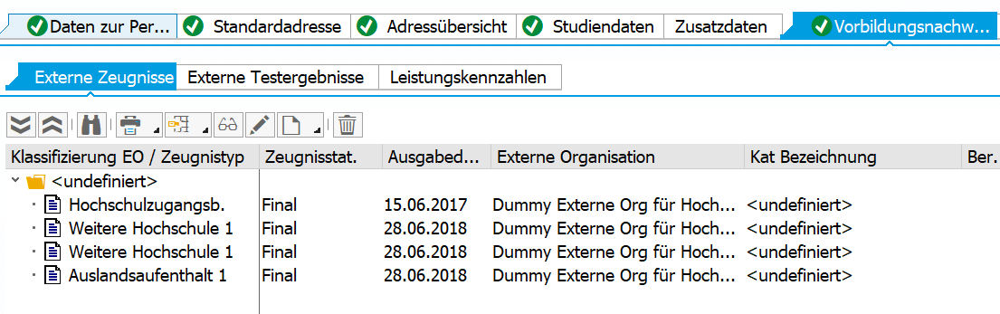 Daten zur Per... Standardadresse Adressübersicht Studiendaten Zusatzdaten Vorbildungsnachw...
Externe Zeugnisse Externe Testergebnisse Leistungskennzahlen
Klassifizierung EO / Zeugnistyp Zeugnisstat. Ausgabed... Externe Organisation Kat Bezeichnung Ber.
<undefiniert>
Hochschulzugangsb. Final 15.06.2017 Dummy Externe Org für Hoch... <undefiniert>
Weitere Hochschule 1 Final 28.06.2018 Dummy Externe Org für Hoch... <undefiniert>
Weitere Hochschule 1 Final 28.06.2018 Dummy Externe Org für Hoch... <undefiniert>
Auslandsaufenthalt 1 Final 28.06.2018 Dummy Externe Org für Hoch... <undefiniert>